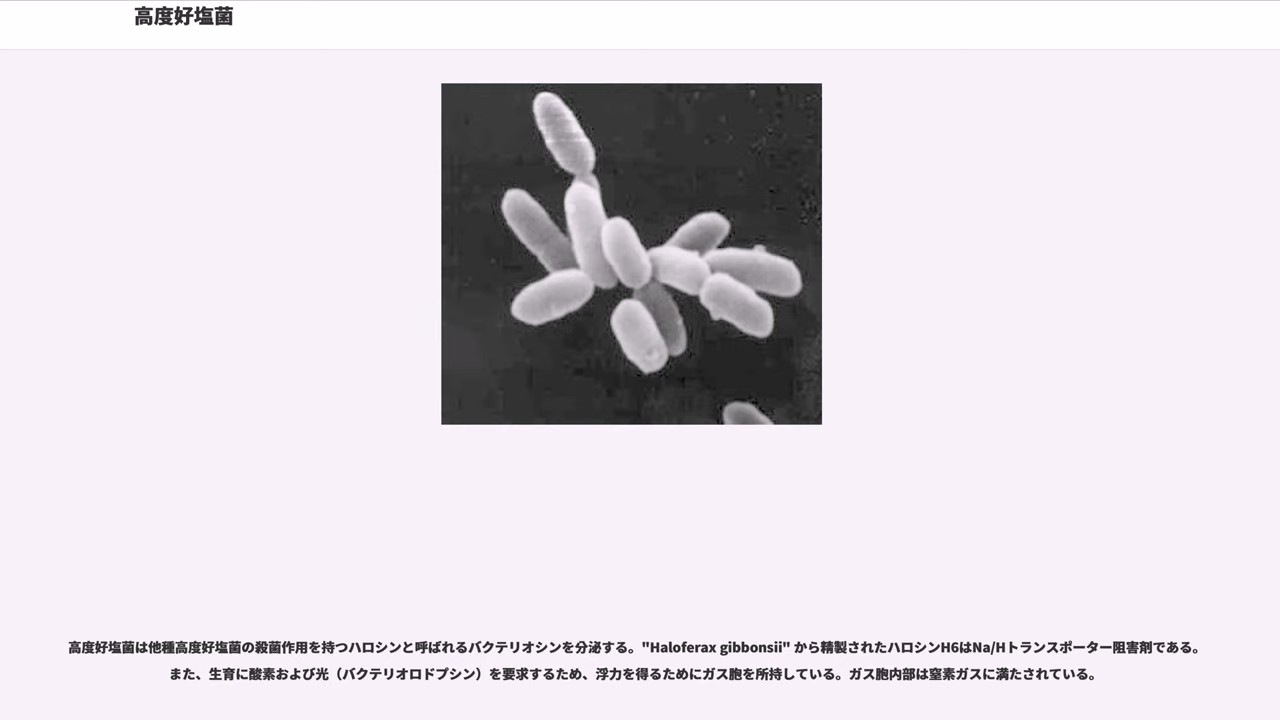 高度好塩菌
高度好塩菌は他種高度好塩菌の殺菌作用を持つハロシンと呼ばれるバクテリオシンを分泌する。"Haloferax gibbonsii" から精製されたハロシンH6はNa/Hトランスポーター阻害剤である。
また、生育に酸素および光（バクテリオロドプシン）を要求するため、浮力を得るためにガス胞を所持している。ガス胞内部は窒素ガスに満たされている。